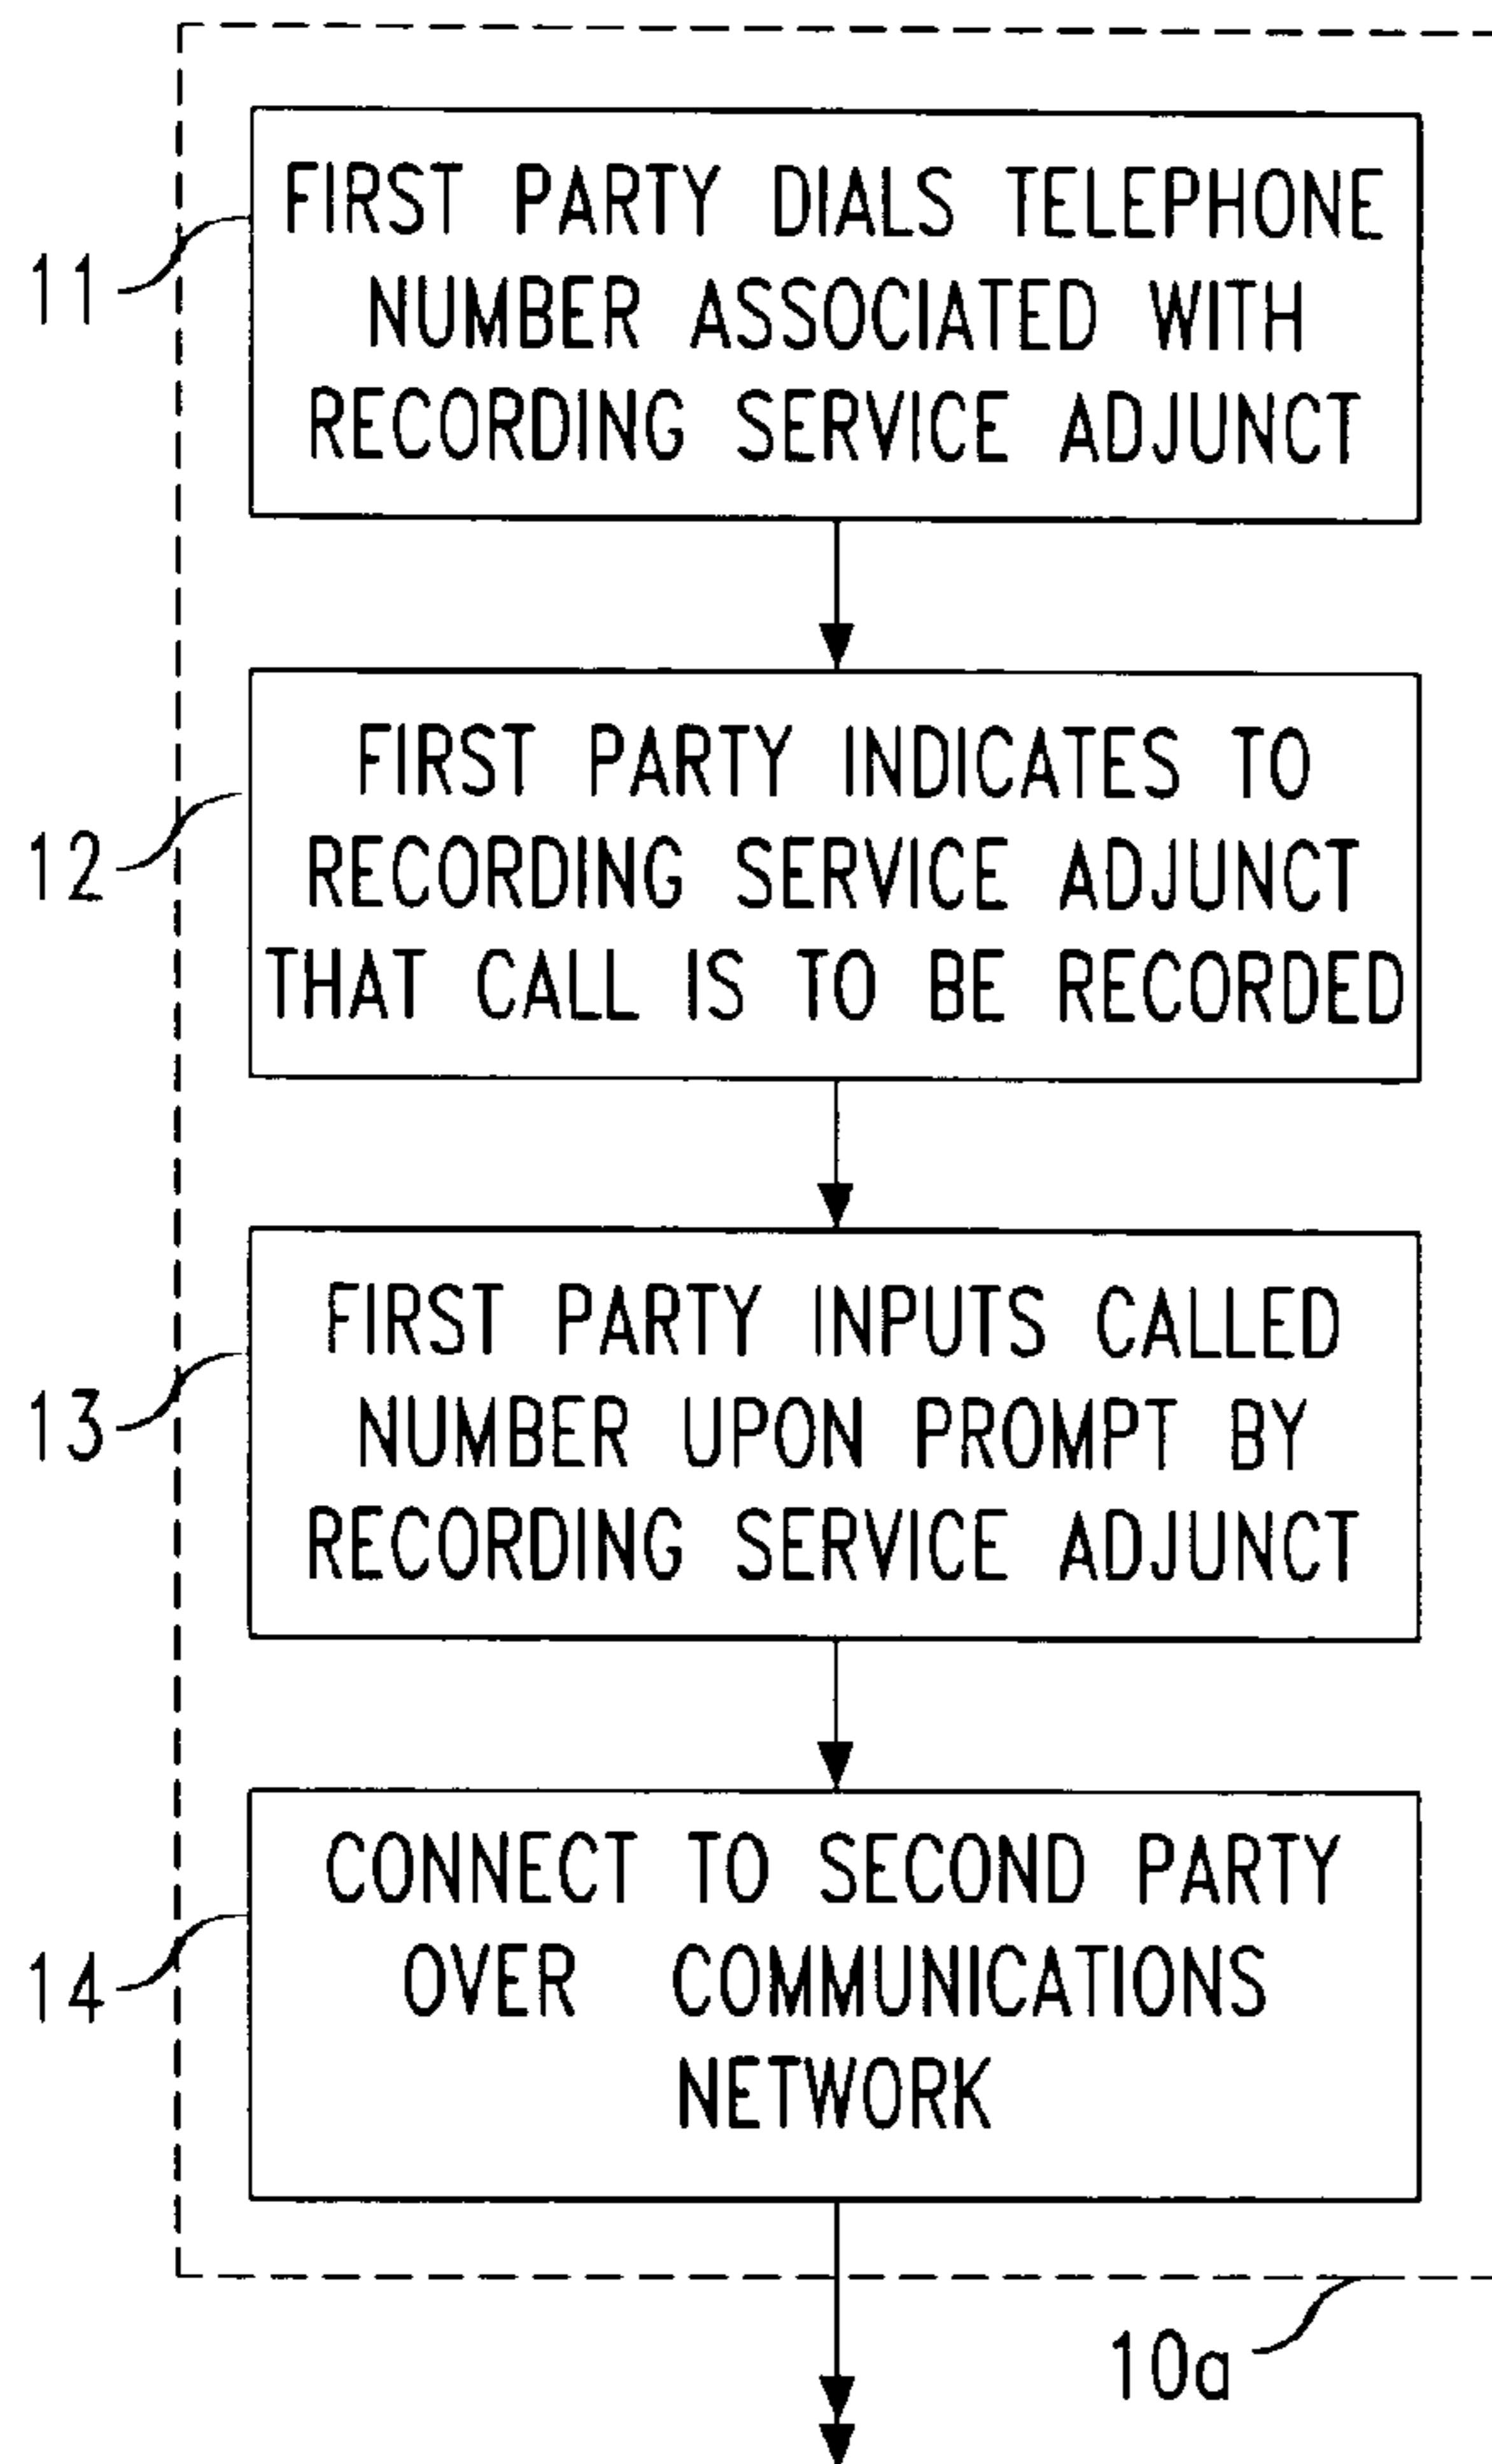 11
FIRST PARTY DIALS TELEPHONE
NUMBER ASSOCIATED WITH
RECORDING SERVICE ADJUNCT
12
FIRST PARTY INDICATES TO
RECORDING SERVICE ADJUNCT
THAT CALL IS TO BE RECORDED
13
FIRST PARTY INPUTS CALLED
NUMBER UPON PROMPT BY
RECORDING SERVICE ADJUNCT
14
CONNECT TO SECOND PARTY
OVER COMMUNICATIONS
NETWORK
10a